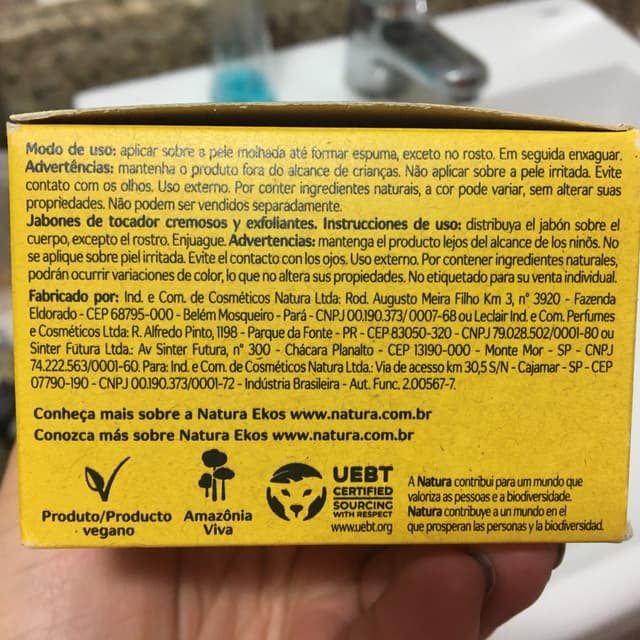 Modo de uso: aplicar sobre a pele molhada até formar espuma, exceto no rosto. Em seguida enxaguar.
Advertências: mantenha o produto fora do alcance de crianças. Não aplicar sobre a pele irritada. Evite
contato com os olhos. Uso externo. Por conter ingredientes naturais, a cor pode variar, sem alterar suas
propriedades. Não podem ser vendidos separadamente.
Jabones de tocador cremosos y exfoliantes. Instrucciones de uso: distribuya el jabón sobre el
cuerpo, excepto el rostro. Enjuague. Advertencias: mantenga el producto lejos del alcance de los niños. No
se aplique sobre piel irritada. Evite el contacto con los ojos. Uso externo. Por contener ingredientes naturales,
podrán ocurrir variaciones de color, lo que no altera sus propiedades. No etiquetado para su venta individual.
Fabricado por: Ind. e Com. de Cosméticos Natura Ltda: Rod. Augusto Meira Filho Km 3, nº 3920 - Fazenda
Eldorado - CEP 68795-000 - Belém Mosqueiro - Pará - CNPJ 00.190.373/ 0007-68 ou Leclair Ind. e Com. Perfumes
e Cosméticos Ltda: R. Alfredo Pinto, 1198 - Parque da Fonte - PR - CEP 83050-320 - CNPJ 79.028.502/0001-80 ou
Sinter Futura Ltda.: Av Sinter Futura, nº 300 - Chácara Planalto - CEP 13190-000 - Monte Mor - SP - CNPJ
74.222.563/0001-60. Para: Ind. e Com. de Cosméticos Natura Ltda.: Via de acesso km 30,5 S/N - Cajamar - SP - CEP
07790-190 - CNPJ 00.190.373/0001-72 - Indústria Brasileira - Aut. Func. 2.00567-7.
Conheça mais sobre a Natura Ekos www.natura.com.br
Conozca más sobre Natura Ekos www.natura.com.br
Produto/Producto
vegano
Amazônia
Viva
UEBT
CERTIFIED
SOURCING
WITH RESPECT
www.uebt.org
A Natura contribui para um mundo que
valoriza as pessoas e a biodiversidade.
Natura contribuye a un mundo en el
que prosperan las personas y la biodiversidad.